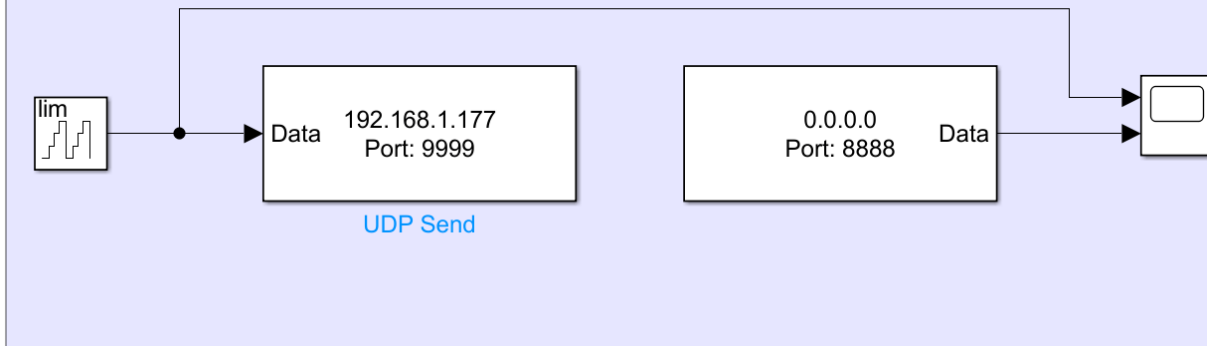 lim
Data
192.168.1.177
Port: 9999
UDP Send
0.0.0.0
Port: 8888
Data